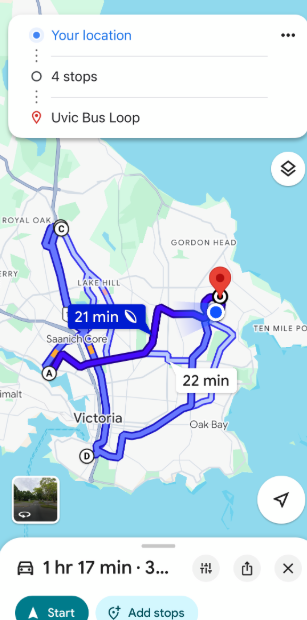 Your location
4 stops
Uvic Bus Loop
ROYAL OAK
C
GORDON HEAD
LAKE HILL
21 min
Saanich Core
TEN MILE PO
A
22 min
Victoria
Oak Bay
D
1 hr 17 min · 3...
Start
Add stops